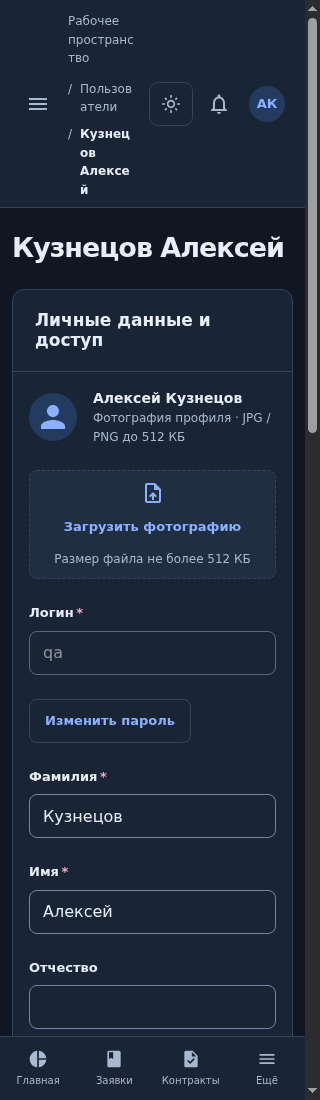 Рабочее
пространс
тво
/ Пользов
атели
/ Кузнец
ов
Алексе
й
АК
Кузнецов Алексей
Личные данные и
доступ
Алексей Кузнецов
Фотография профиля · JPG /
PNG до 512 КБ
Загрузить фотографию
Размер файла не более 512 КБ
Логин *
qa
Изменить пароль
Фамилия *
Кузнецов
Имя *
Алексей
Отчество
Главная
Заявки
Контракты
Ещё